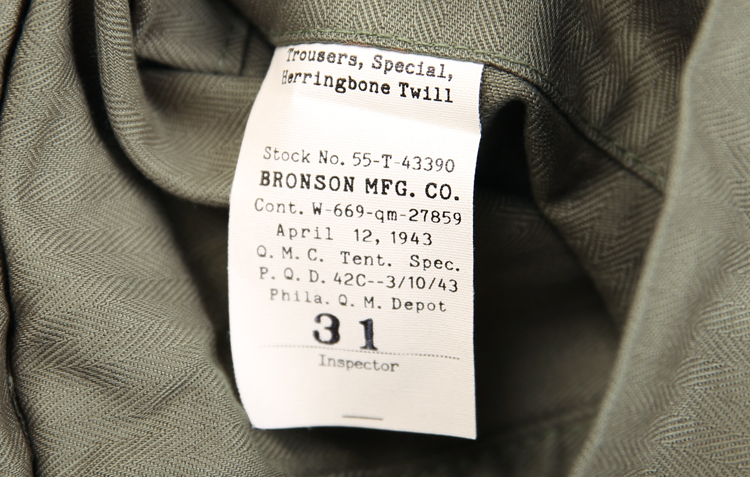 Trousers, Special,
Herringbone Twill
Stock No. 55-T-43390
BRONSON MFG. CO.
Cont. W-669-qm-27859
April 12, 1943
Q. M. C. Tent. Spec.
P. Q. D. 42C--3/10/43
Phila. Q. M. Depot
31
Inspector